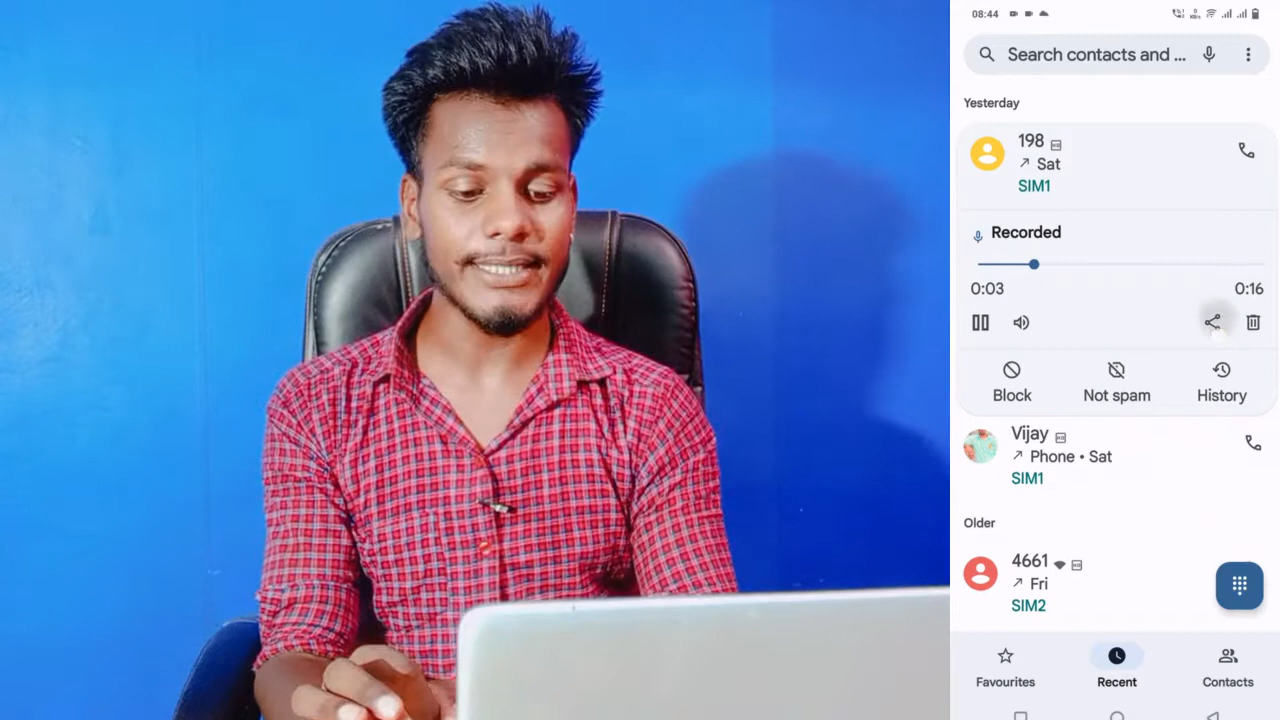 08:44
Search contacts and ...
Yesterday
198
↗ Sat
SIM1
Recorded
0:03
0:16
Block
Not spam
History
Vijay
↗ Phone • Sat
SIM1
Older
4661
↗ Fri
SIM2
Favourites
Recent
Contacts